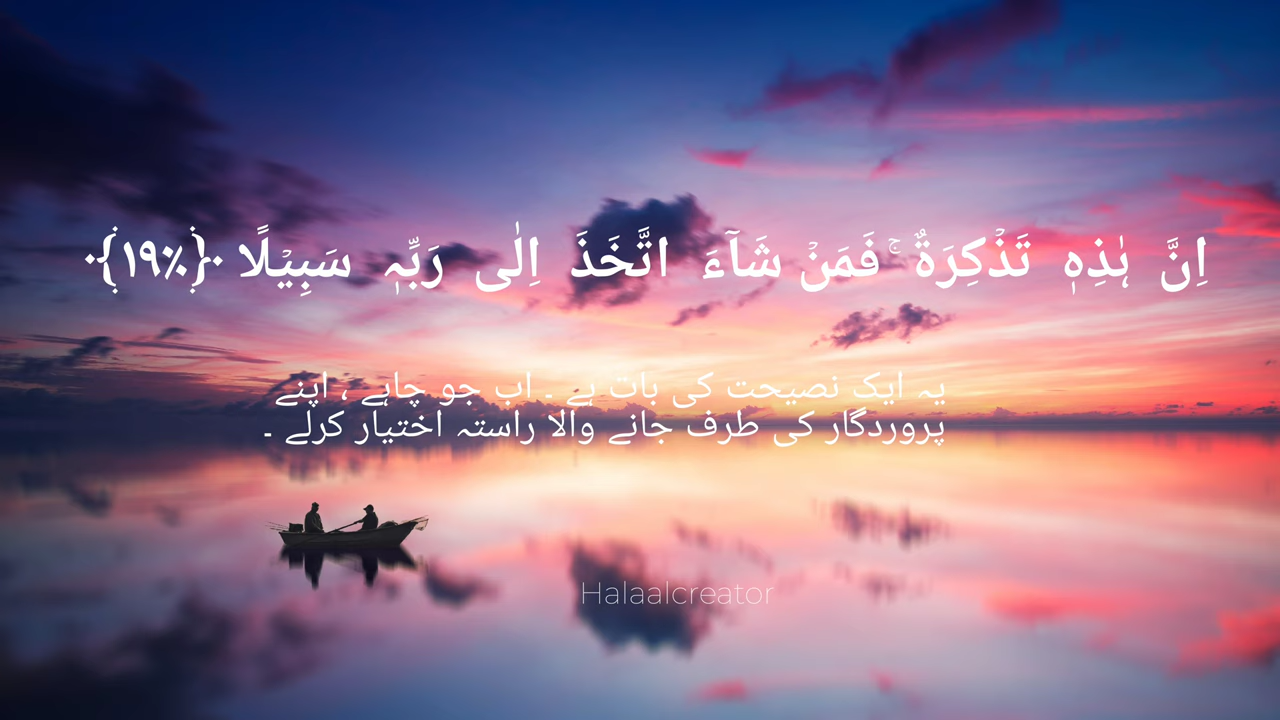 اِنَّ هٰذِهٖ تَذْكِرَةٌ ۚ فَمَنْ شَآءَ اتَّخَذَ اِلٰى رَبِّهٖ سَبِيْلًا ﴿۱۹٪﴾
یہ ایک نصیحت کی بات ہے ۔ اب جو چاہے ، اپنے
پروردگار کی طرف جانے والا راستہ اختیار کرلے ۔
Halaalcreator